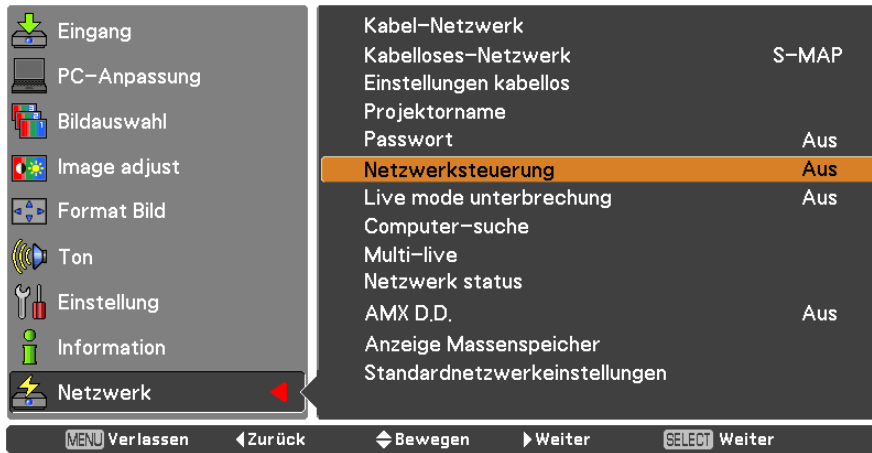 Eingang
PC-Anpassung
Bildauswahl
Image adjust
Format Bild
Ton
Einstellung
Information
Netzwerk
Kabel-Netzwerk
Kabelloses-Netzwerk S-MAP
Einstellungen kabellos
Projektorname
Passwort Aus
Netzwerksteuerung Aus
Live mode unterbrechung Aus
Computer-suche
Multi-live
Netzwerk status
AMX D.D. Aus
Anzeige Massenspeicher
Standardnetzwerkeinstellungen
MENU Verlassen Zurück Bewegen Weiter SELECT Weiter